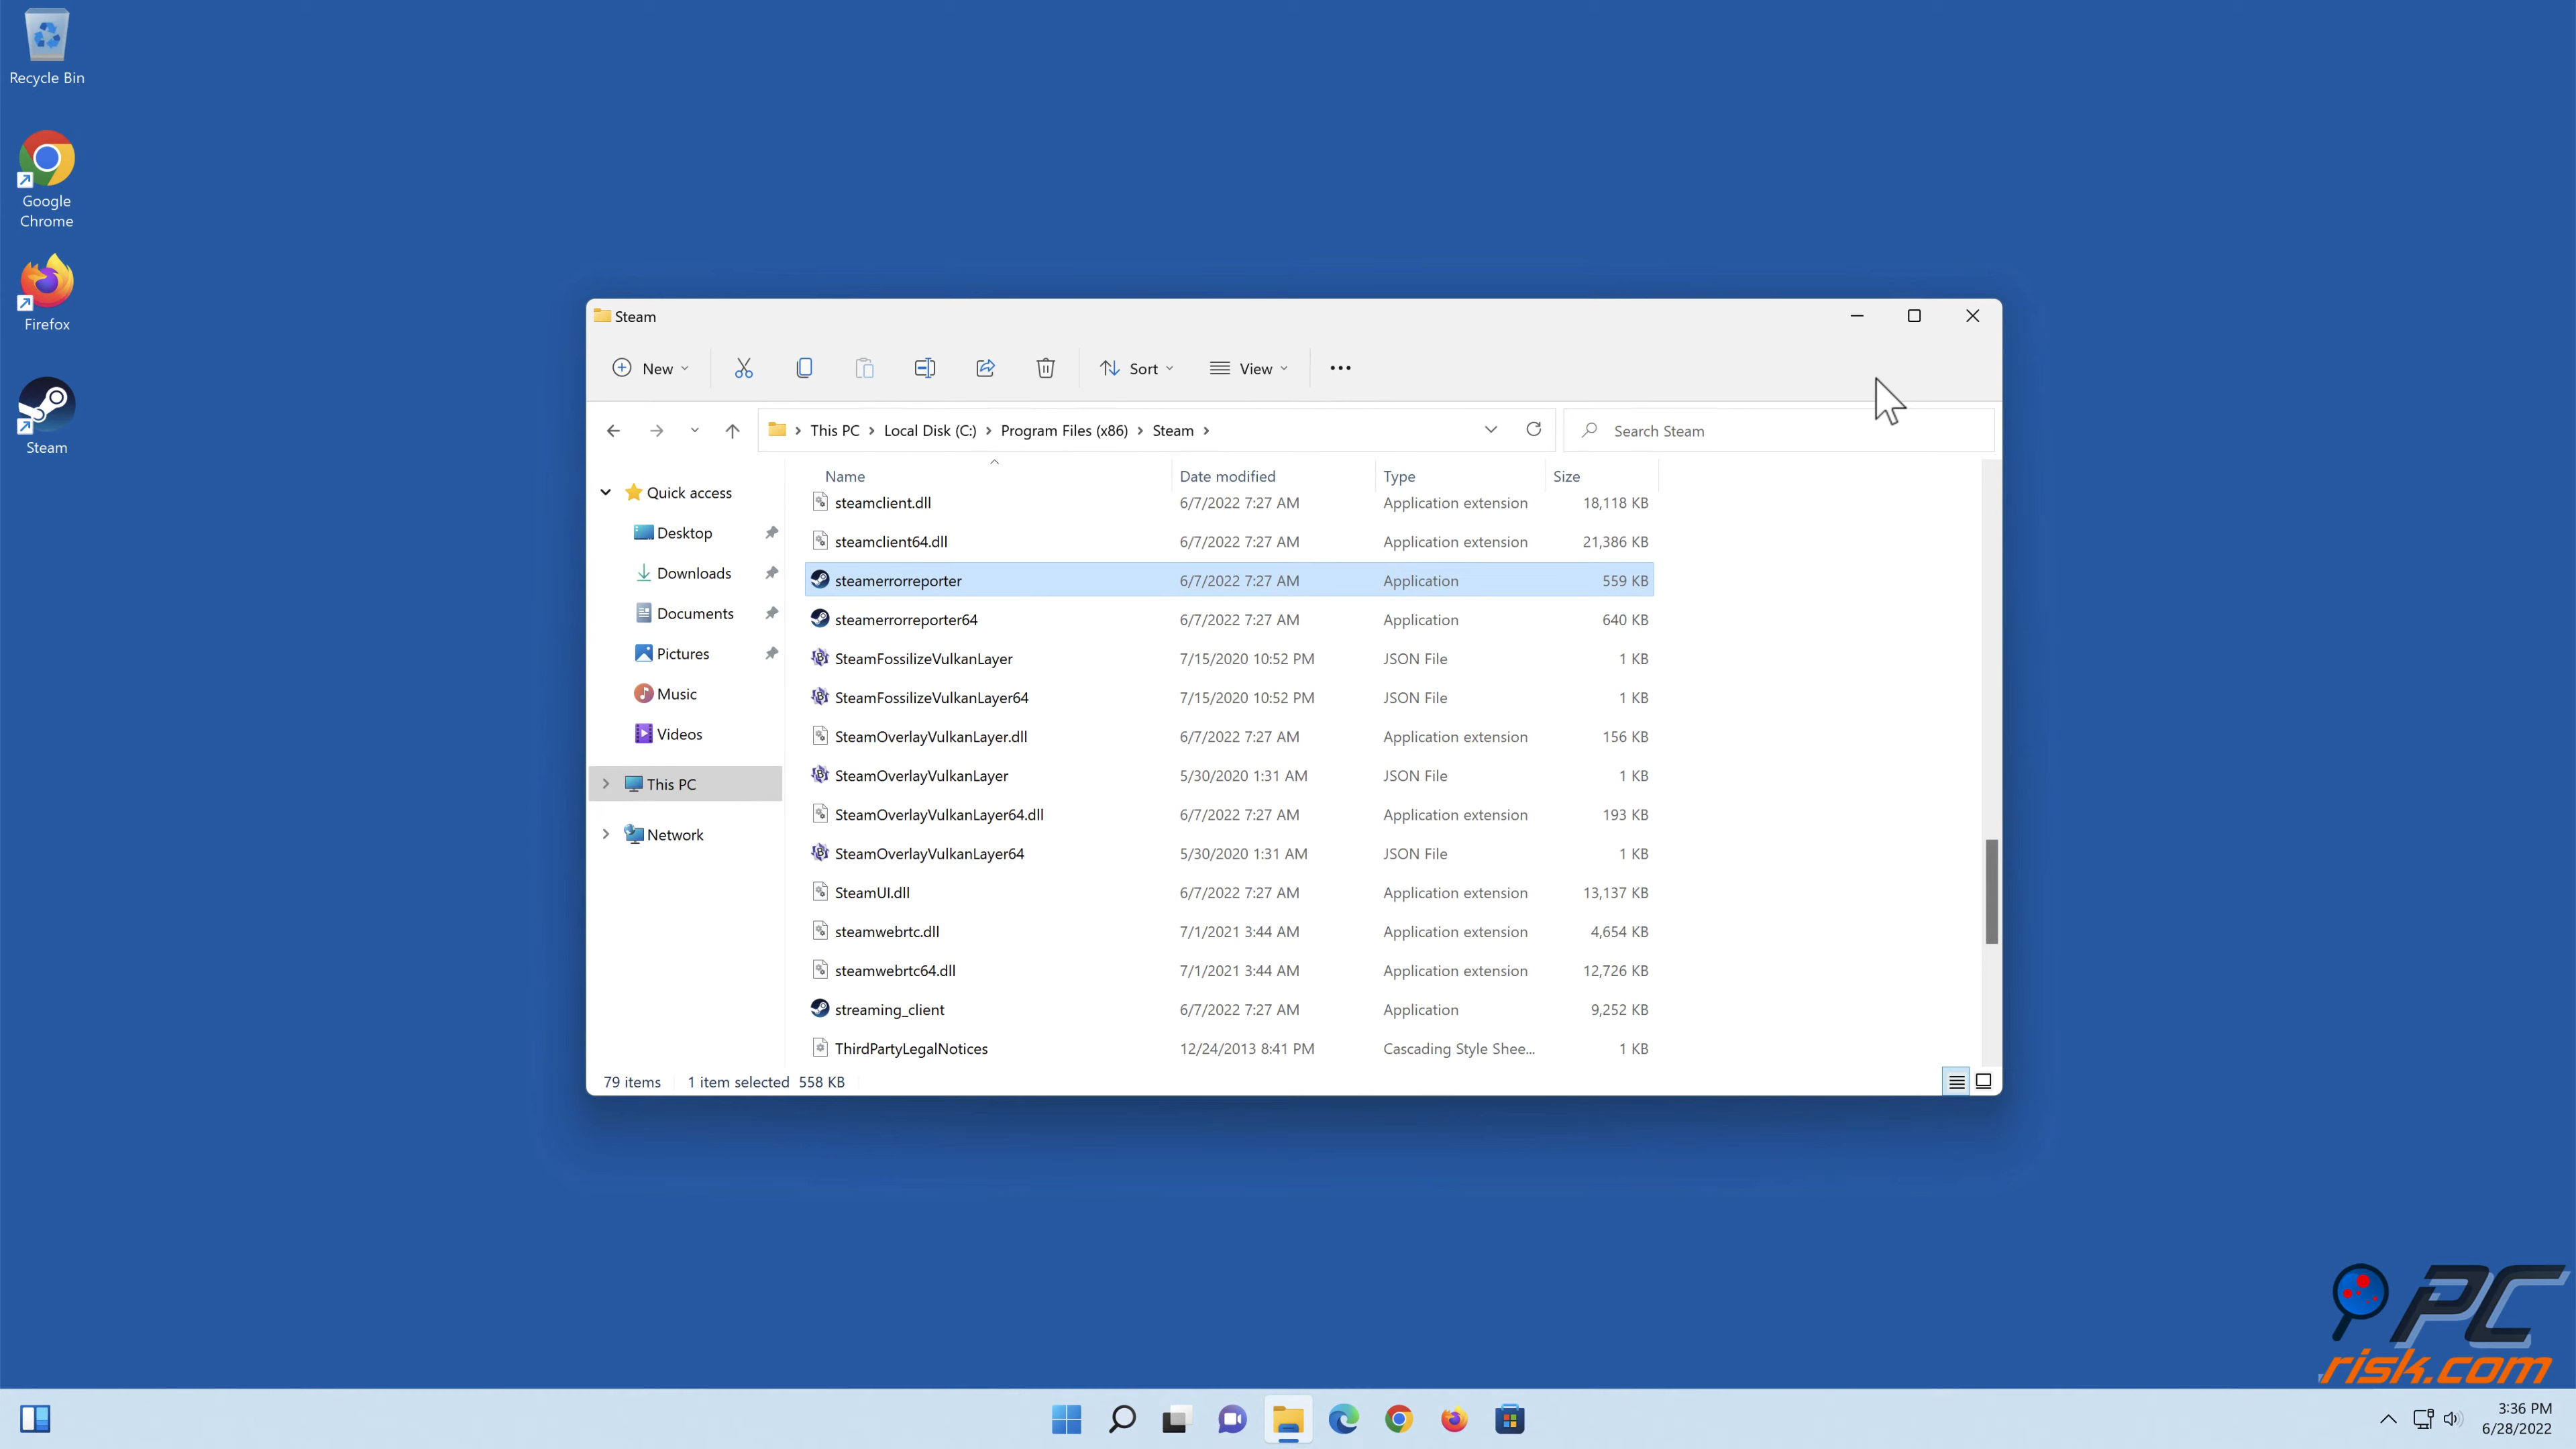 Recycle Bin
Google
Chrome
Firefox
Steam
Steam
New
Sort
View
This PC
Local Disk (C:)
Program Files (x86)
Steam
Search Steam
Quick access
Desktop
Downloads
Documents
Pictures
Music
Videos
This PC
Network
Name Date modified Type Size
steamclient.dll 6/7/2022 7:27 AM Application extension 18,118 KB
steamclient64.dll 6/7/2022 7:27 AM Application extension 21,386 KB
steamerrorreporter 6/7/2022 7:27 AM Application 559 KB
steamerrorreporter64 6/7/2022 7:27 AM Application 640 KB
SteamFossilizeVulkanLayer 7/15/2020 10:52 PM JSON File 1 KB
SteamFossilizeVulkanLayer64 7/15/2020 10:52 PM JSON File 1 KB
SteamOverlayVulkanLayer.dll 6/7/2022 7:27 AM Application extension 156 KB
SteamOverlayVulkanLayer 5/30/2020 1:31 AM JSON File 1 KB
SteamOverlayVulkanLayer64.dll 6/7/2022 7:27 AM Application extension 193 KB
SteamOverlayVulkanLayer64 5/30/2020 1:31 AM JSON File 1 KB
SteamUI.dll 6/7/2022 7:27 AM Application extension 13,137 KB
steamwebrtc.dll 7/1/2021 3:44 AM Application extension 4,654 KB
steamwebrtc64.dll 7/1/2021 3:44 AM Application extension 12,726 KB
streaming_client 6/7/2022 7:27 AM Application 9,252 KB
ThirdPartyLegalNotices 12/24/2013 8:41 PM Cascading Style Shee... 1 KB
79 items 1 item selected 558 KB
PC
risk.com
3:36 PM
6/28/2022